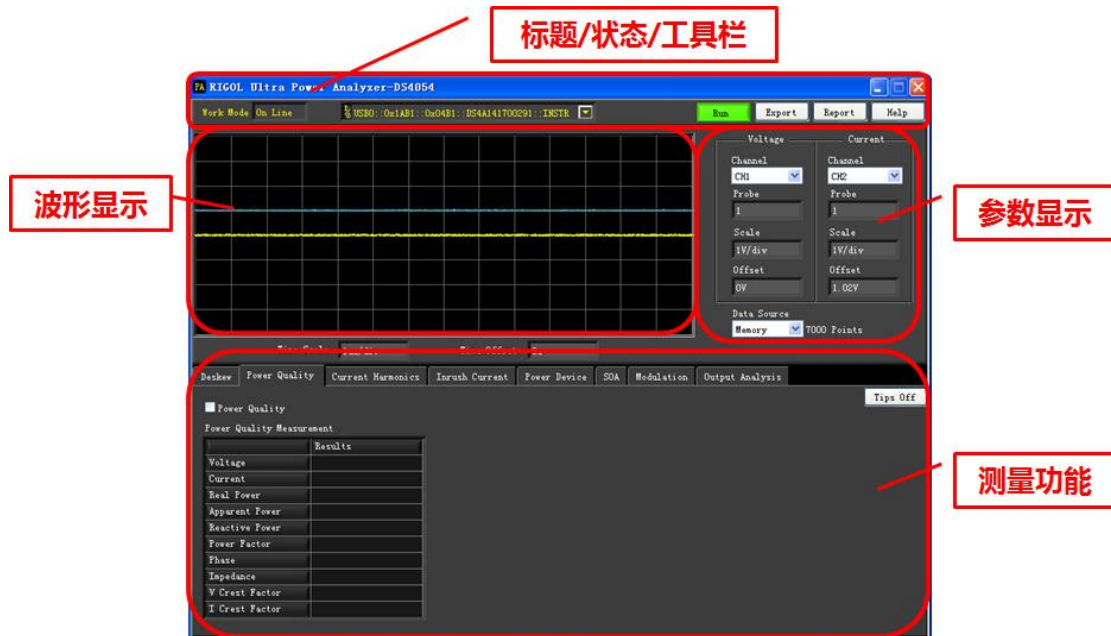 标题/状态/工具栏
RIGOL Ultra Power Analyzer-DS4054
Work Mode On Line USB0::0x1AB1::0x04B1::DS4A141700291::INSTR Run Export Report Help
Voltage Current
Channel Channel
CH1 CH2
Probe Probe
1 1
Scale Scale
1V/div 1V/div
Offset Offset
0V 1.02V
Data Source
Memory 7000 Points
波形显示
参数显示
Deskew Power Quality Current Harmonics Inrush Current Power Device SOA Modulation Output Analysis
Tips Off
Power Quality
Power Quality Measurement
Results
Voltage
Current
Real Power
Apparent Power
Reactive Power
Power Factor
Phase
Impedance
V Crest Factor
I Crest Factor
测量功能